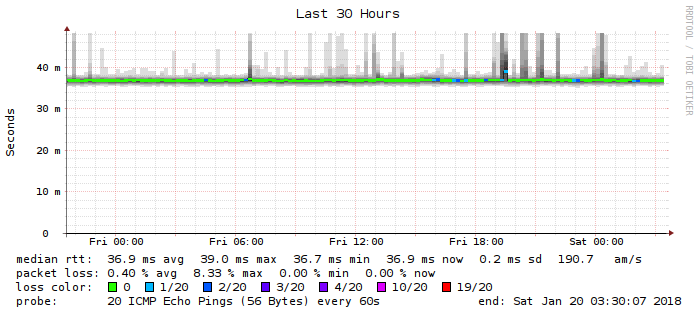 Last 30 Hours
RRDTOOL / TOBI OETIKER
Seconds
40 m
30 m
20 m
10 m
0
Fri 00:00 Fri 06:00 Fri 12:00 Fri 18:00 Sat 00:00
median rtt: 36.9 ms avg 39.0 ms max 36.7 ms min 36.9 ms now 0.2 ms sd 190.7 am/s
packet loss: 0.40 % avg 8.33 % max 0.00 % min 0.00 % now
loss color: 0 1/20 2/20 3/20 4/20 10/20 19/20
probe: 20 ICMP Echo Pings (56 Bytes) every 60s end: Sat Jan 20 03:30:07 2018